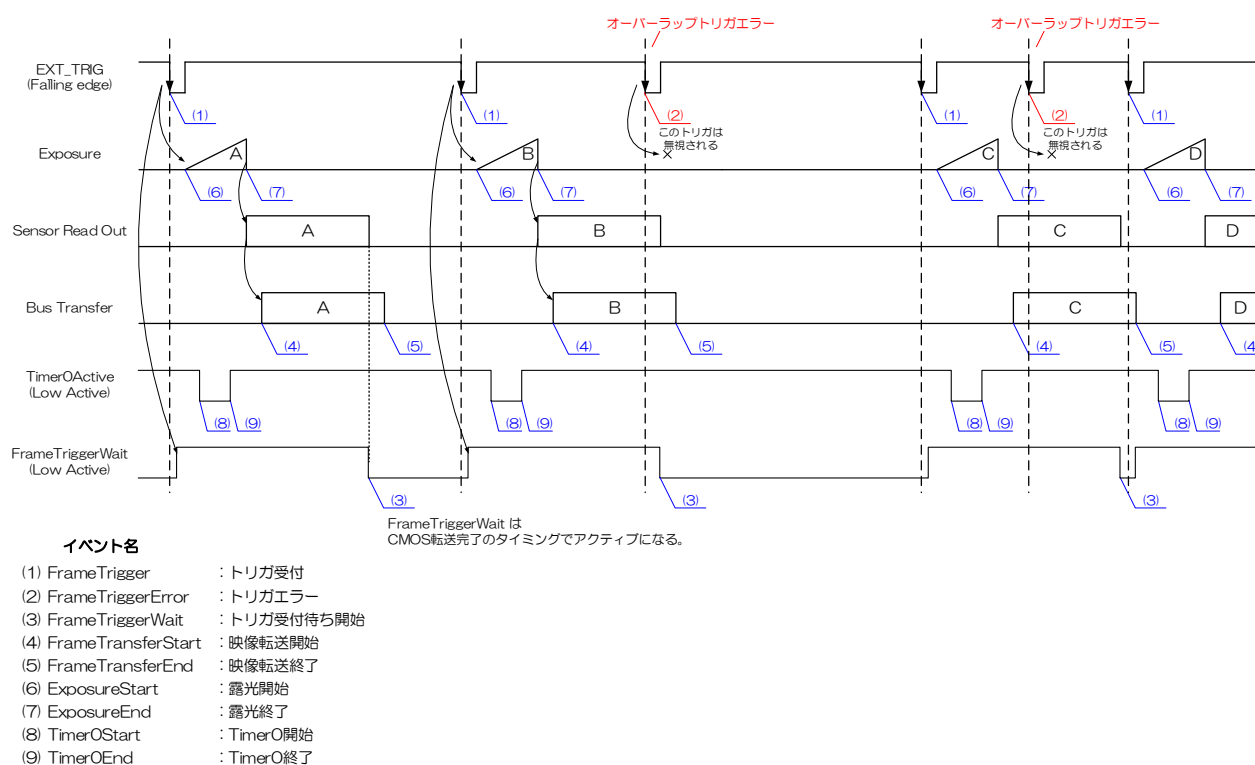 オーバーラップトリガエラー オーバーラップトリガエラー
EXT_TRIG
(Falling edge)
(1) (1) (2) (1) (2) (1)
このトリガは
無視される
このトリガは
無視される
Exposure
A B C D
(6) (7) (6) (7) (6) (7) (6) (7)
Sensor Read Out
A B C D
Bus Transfer
A B C D
(4) (5) (4) (5) (4) (5) (4
Timer0Active
(Low Active)
(8) (9) (8) (9) (8) (9) (8) (9)
FrameTriggerWait
(Low Active)
(3) (3) (3)
FrameTriggerWait は
CMOS転送完了のタイミングでアクティブになる。
イベント名
(1) FrameTrigger : トリガ受付
(2) FrameTriggerError : トリガエラー
(3) FrameTriggerWait : トリガ受付待ち開始
(4) FrameTransferStart : 映像転送開始
(5) FrameTransferEnd : 映像転送終了
(6) ExposureStart : 露光開始
(7) ExposureEnd : 露光終了
(8) Timer0Start : Timer0開始
(9) Timer0End : Timer0終了